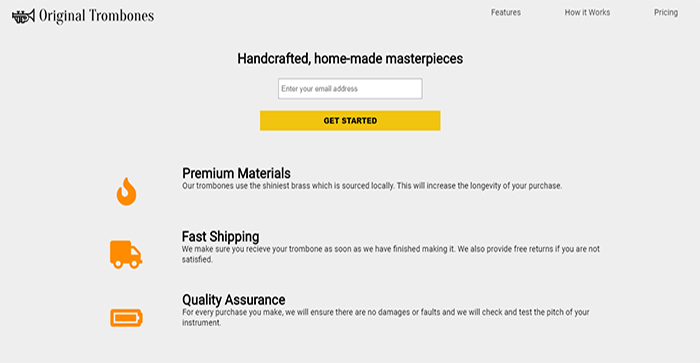 Original Trombones
Features
How it Works
Pricing
Handcrafted, home-made masterpieces
Enter your email address
GET STARTED
Premium Materials
Our trombones use the shiniest brass which is sourced locally. This will increase the longevity of your purchase.
Fast Shipping
We make sure you recieve your trombone as soon as we have finished making it. We also provide free returns if you are not
satisfied.
Quality Assurance
For every purchase you make, we will ensure there are no damages or faults and we will check and test the pitch of your
instrument.